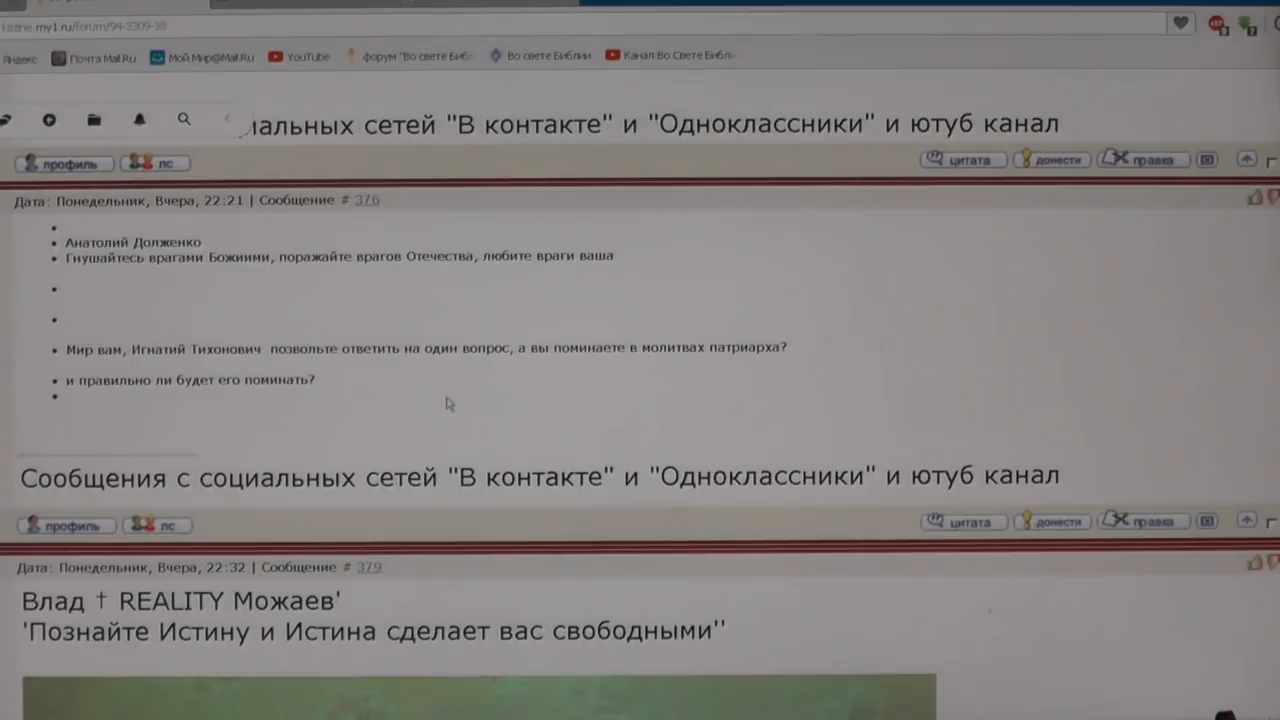 kistine.my1.ru/forum/94-3309-38
Яндекс Почта Mail.Ru Мой Мир@Mail.Ru YouTube форум "Во свете Библ Во свете Библии Канал:Во Свете Библ
иальных сетей "В контакте" и "Одноклассники" и ютуб канал
профиль лс цитата донести правка
Дата: Понедельник, Вчера, 22:21 | Сообщение # 376
Анатолий Долженко
Гнушайтесь врагами Божиими, поражайте врагов Отечества, любите враги ваша
Мир вам, Игнатий Тихонович позвольте ответить на один вопрос, а вы поминаете в молитвах патриарха?
и правильно ли будет его поминать?
Сообщения с социальных сетей "В контакте" и "Одноклассники" и ютуб канал
профиль лс цитата донести правка
Дата: Понедельник, Вчера, 22:32 | Сообщение # 379
Влад † REALITY Можаев'
'Познайте Истину и Истина сделает вас свободными''